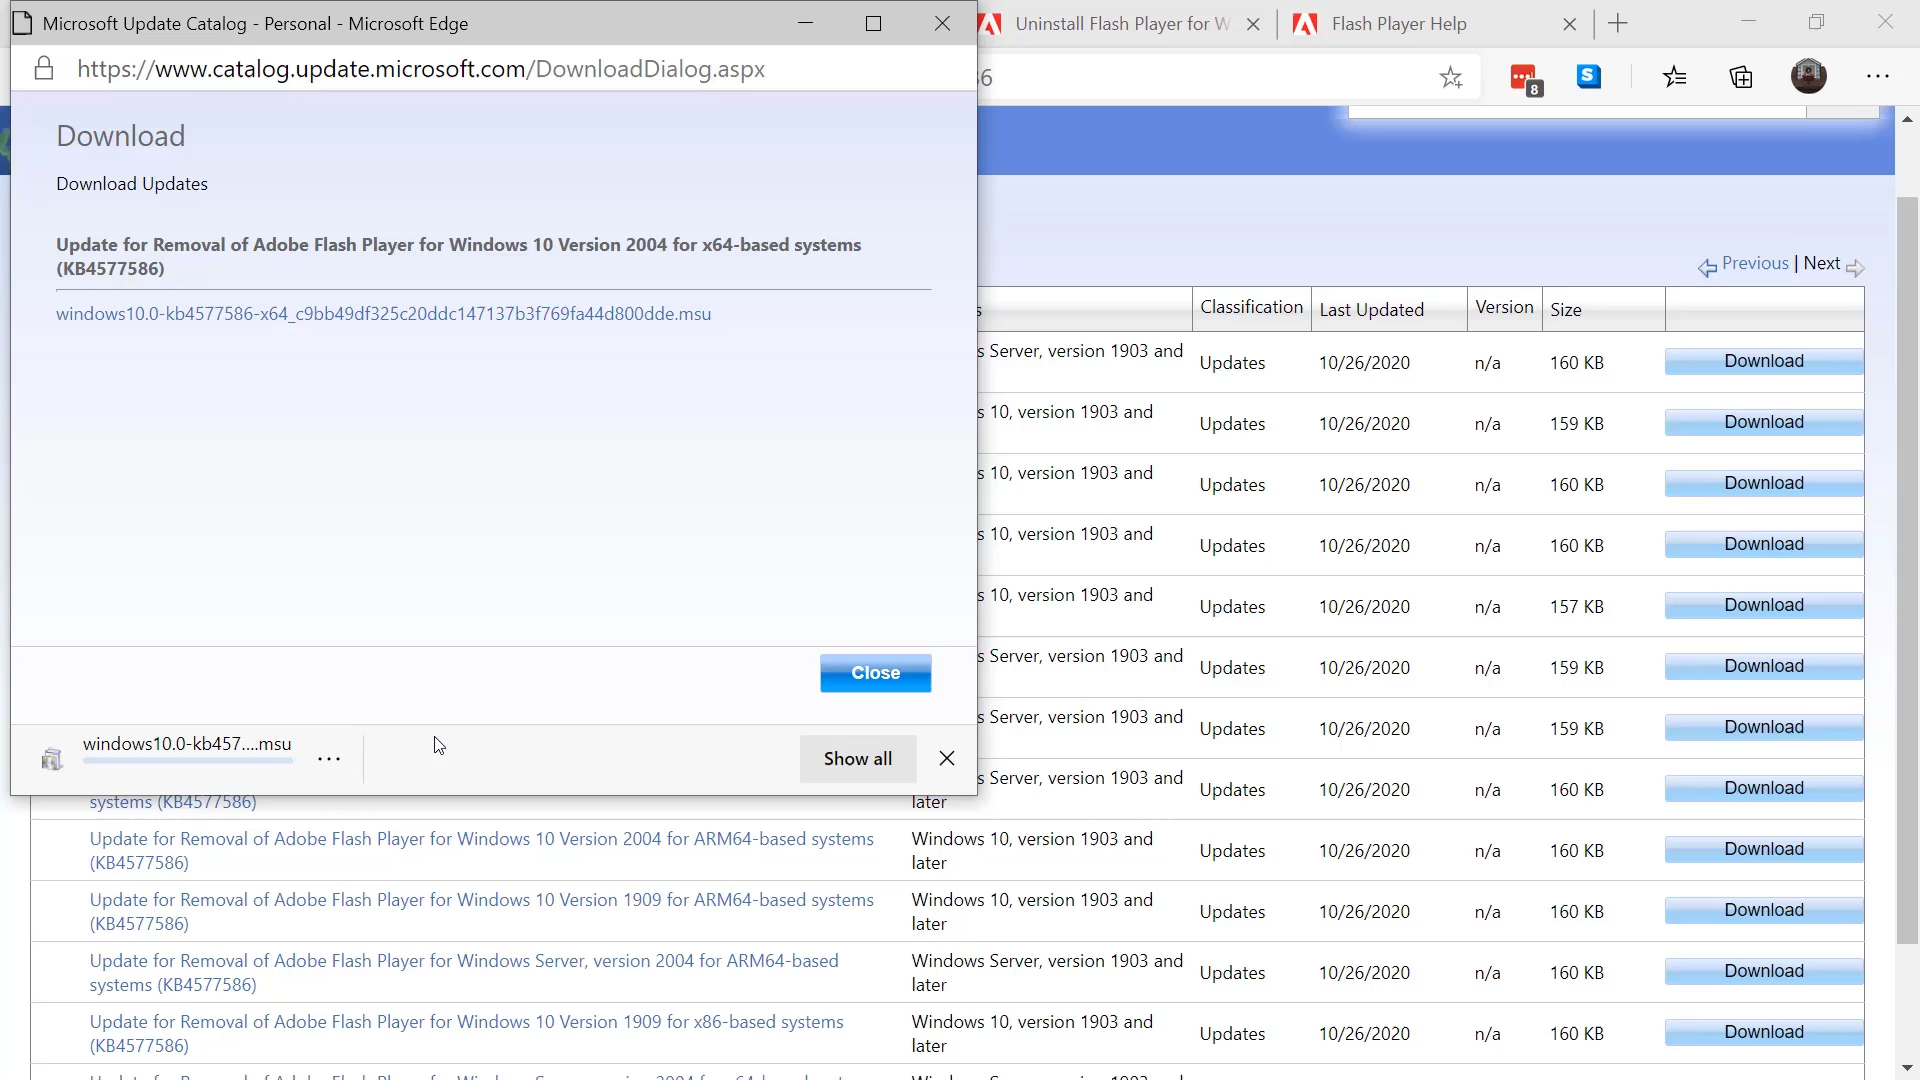 Microsoft Update Catalog - Personal - Microsoft Edge
Uninstall Flash Player for W
Flash Player Help
https://www.catalog.update.microsoft.com/DownloadDialog.aspx
8
S
Download
Download Updates
Update for Removal of Adobe Flash Player for Windows 10 Version 2004 for x64-based systems
(KB4577586)
windows10.0-kb4577586-x64_c9bb49df325c20ddc147137b3f769fa44d800dde.msu
Close
windows10.0-kb457....msu
Show all
Previous | Next
Classification Last Updated Version Size
s Server, version 1903 and
Updates 10/26/2020 n/a 160 KB Download
s 10, version 1903 and
Updates 10/26/2020 n/a 159 KB Download
s 10, version 1903 and
Updates 10/26/2020 n/a 160 KB Download
s 10, version 1903 and
Updates 10/26/2020 n/a 160 KB Download
s 10, version 1903 and
Updates 10/26/2020 n/a 157 KB Download
s Server, version 1903 and
Updates 10/26/2020 n/a 159 KB Download
s Server, version 1903 and
Updates 10/26/2020 n/a 159 KB Download
s Server, version 1903 and
Updates 10/26/2020 n/a 160 KB Download
systems (KB4577586) later
Update for Removal of Adobe Flash Player for Windows 10 Version 2004 for ARM64-based systems Windows 10, version 1903 and
Updates 10/26/2020 n/a 160 KB Download
(KB4577586) later
Update for Removal of Adobe Flash Player for Windows 10 Version 1909 for ARM64-based systems Windows 10, version 1903 and
Updates 10/26/2020 n/a 160 KB Download
(KB4577586) later
Update for Removal of Adobe Flash Player for Windows Server, version 2004 for ARM64-based Windows Server, version 1903 and
Updates 10/26/2020 n/a 160 KB Download
systems (KB4577586) later
Update for Removal of Adobe Flash Player for Windows 10 Version 1909 for x86-based systems Windows 10, version 1903 and
Updates 10/26/2020 n/a 160 KB Download
(KB4577586) later